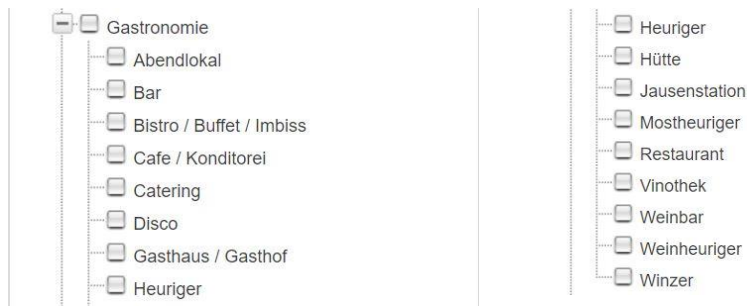 Gastronomie
Abendlokal
Bar
Bistro / Buffet / Imbiss
Cafe / Konditorei
Catering
Disco
Gasthaus / Gasthof
Heuriger
Heuriger
Hütte
Jausenstation
Mostheuriger
Restaurant
Vinothek
Weinbar
Weinheuriger
Winzer